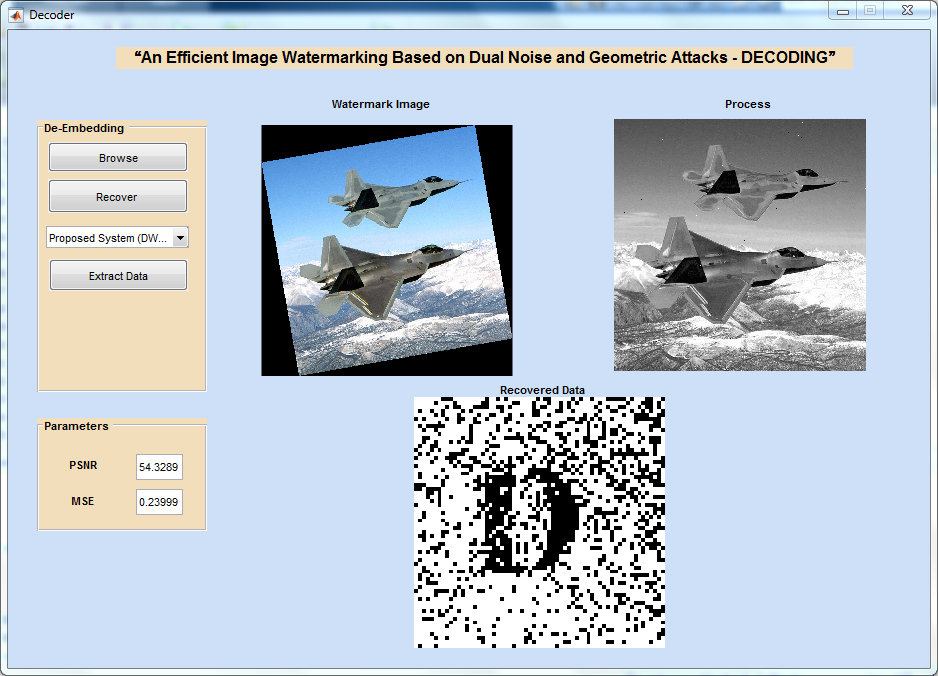 Decoder
“An Efficient Image Watermarking Based on Dual Noise and Geometric Attacks - DECODING”
Watermark Image
Process
De-Embedding
Browse
Recover
Proposed System (DW...
Extract Data
Recovered Data
D
Parameters
PSNR
54.3289
MSE
0.23999